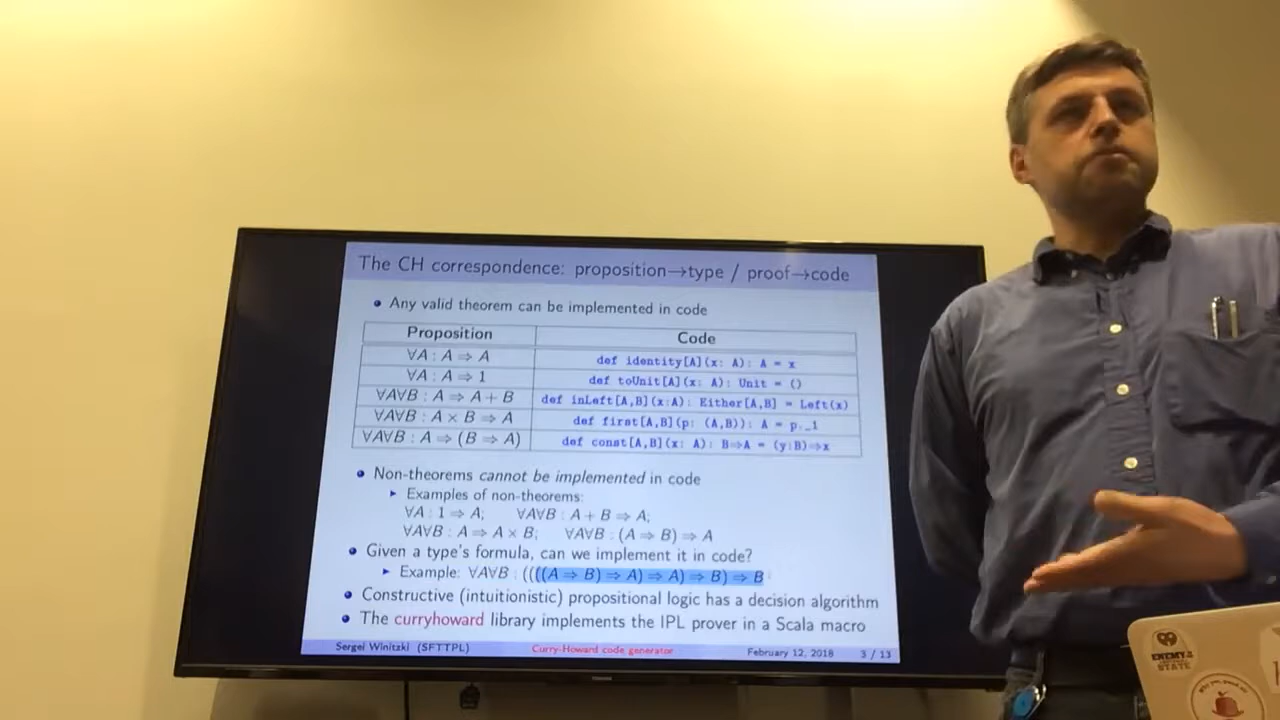 The CH correspondence: proposition→type / proof→code
• Any valid theorem can be implemented in code
Proposition Code
∀A : A ⇒ A def identity[A](x: A): A = x
∀A : A ⇒ 1 def toUnit[A](x: A): Unit = ()
∀A∀B : A ⇒ A + B def inLeft[A,B](x:A): Either[A,B] = Left(x)
∀A∀B : A × B ⇒ A def first[A,B](p: (A,B)): A = p._1
∀A∀B : A ⇒ (B ⇒ A) def const[A,B](x: A): B⇒A = (y:B)⇒x
• Non-theorems cannot be implemented in code
▸ Examples of non-theorems:
∀A : 1 ⇒ A; ∀A∀B : A + B ⇒ A;
∀A∀B : A ⇒ A × B; ∀A∀B : (A ⇒ B) ⇒ A
• Given a type's formula, can we implement it in code?
▸ Example: ∀A∀B : ((((A ⇒ B) ⇒ A) ⇒ A) ⇒ B) ⇒ B
• Constructive (intuitionistic) propositional logic has a decision algorithm
• The curryhoward library implements the IPL prover in a Scala macro
Sergei Winitzki (SFTTPL) Curry-Howard code generator February 12, 2018 3 / 13
ENEMY
STATE